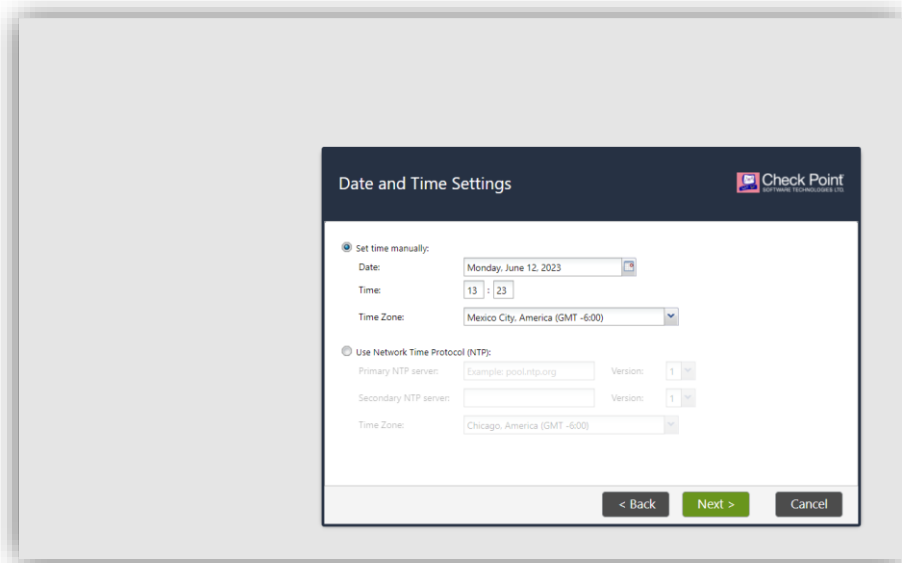 Date and Time Settings
Check Point
SOFTWARE TECHNOLOGIES LTD.
Set time manually:
Date: Monday, June 12, 2023
Time: 13 : 23
Time Zone: Mexico City, America (GMT -6:00)
Use Network Time Protocol (NTP):
Primary NTP server: Example: pool.ntp.org Version: 1
Secondary NTP server: Version: 1
Time Zone: Chicago, America (GMT -6:00)
< Back Next > Cancel